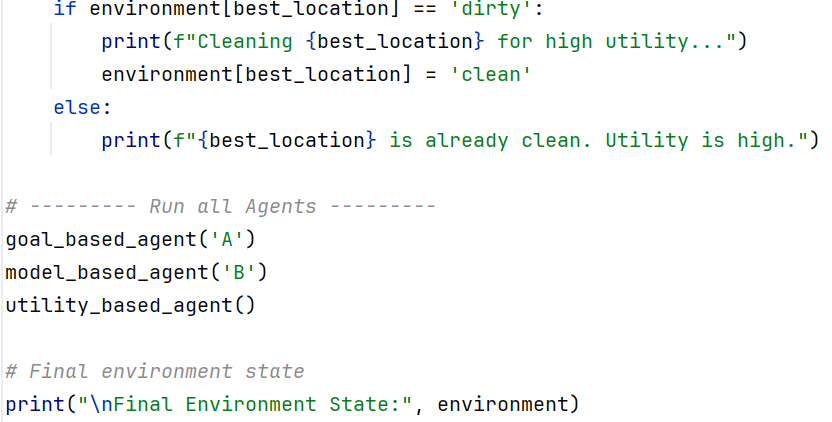 if environment[best_location] == 'dirty':
print(f"Cleaning {best_location} for high utility...")
environment[best_location] = 'clean'
else:
print(f"{best_location} is already clean. Utility is high.")
# --------- Run all Agents ---------
goal_based_agent('A')
model_based_agent('B')
utility_based_agent()
# Final environment state
print("\nFinal Environment State:", environment)